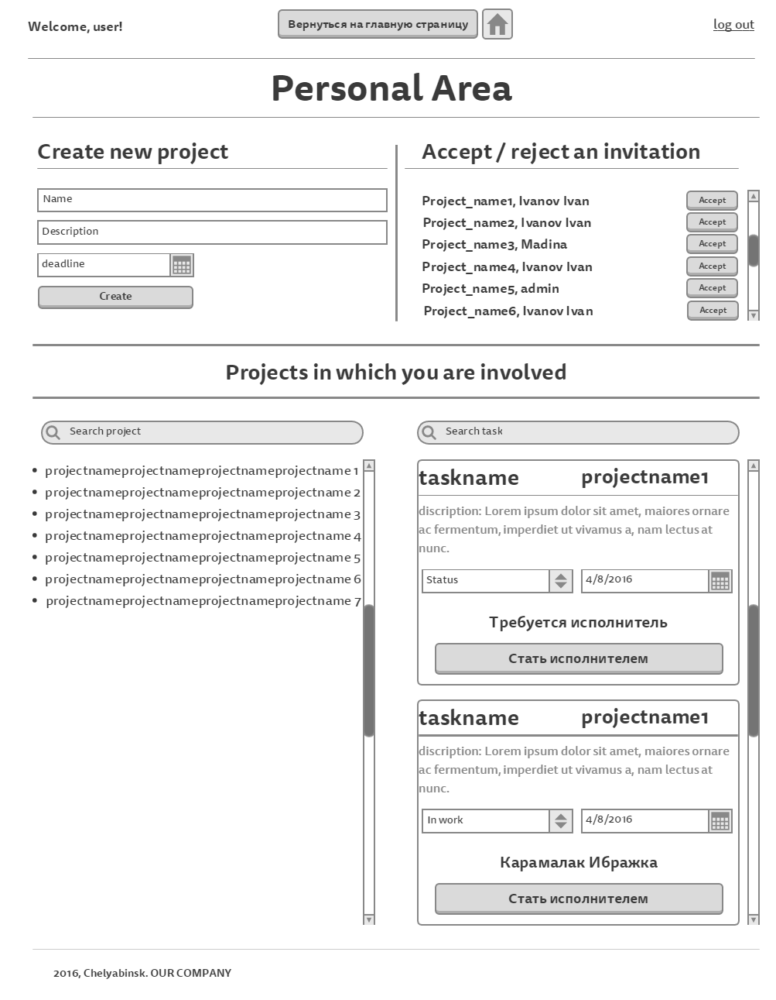 Welcome, user!
Вернуться на главную страницу
log out
Personal Area
Create new project
Name
Description
deadline
Create
Accept / reject an invitation
Project_name1, Ivanov Ivan Accept
Project_name2, Ivanov Ivan Accept
Project_name3, Madina Accept
Project_name4, Ivanov Ivan Accept
Project_name5, admin Accept
Project_name6, Ivanov Ivan Accept
Projects in which you are involved
Search project
• projectnameprojectnameprojectnameprojectname 1
• projectnameprojectnameprojectnameprojectname 2
• projectnameprojectnameprojectnameprojectname 3
• projectnameprojectnameprojectnameprojectname 4
• projectnameprojectnameprojectnameprojectname 5
• projectnameprojectnameprojectnameprojectname 6
• projectnameprojectnameprojectnameprojectname 7
Search task
taskname projectname1
discription: Lorem ipsum dolor sit amet, maiores ornare
ac fermentum, imperdiet ut vivamus a, nam lectus at
nunc.
Status 4/8/2016
Требуется исполнитель
Стать исполнителем
taskname projectname1
discription: Lorem ipsum dolor sit amet, maiores ornare
ac fermentum, imperdiet ut vivamus a, nam lectus at
nunc.
In work 4/8/2016
Карамалак Ибражка
Стать исполнителем
2016, Chelyabinsk. OUR COMPANY